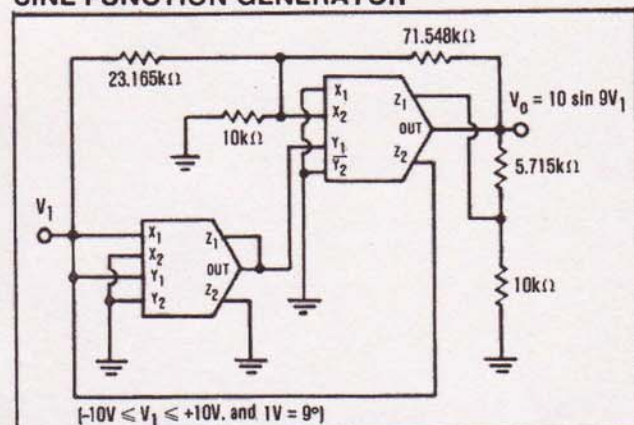 SINE FUNCTION GENERATOR
71.548kΩ
23.165kΩ
X₁
X₂
Y₁
Y₂
Z₁
OUT
Z₂
V₀ = 10 sin 9V₁
10kΩ
5.715kΩ
V₁
X₁
X₂
Y₁
Y₂
Z₁
OUT
Z₂
10kΩ
(-10V ⩽ V₁ ⩽ +10V, and 1V = 9°)